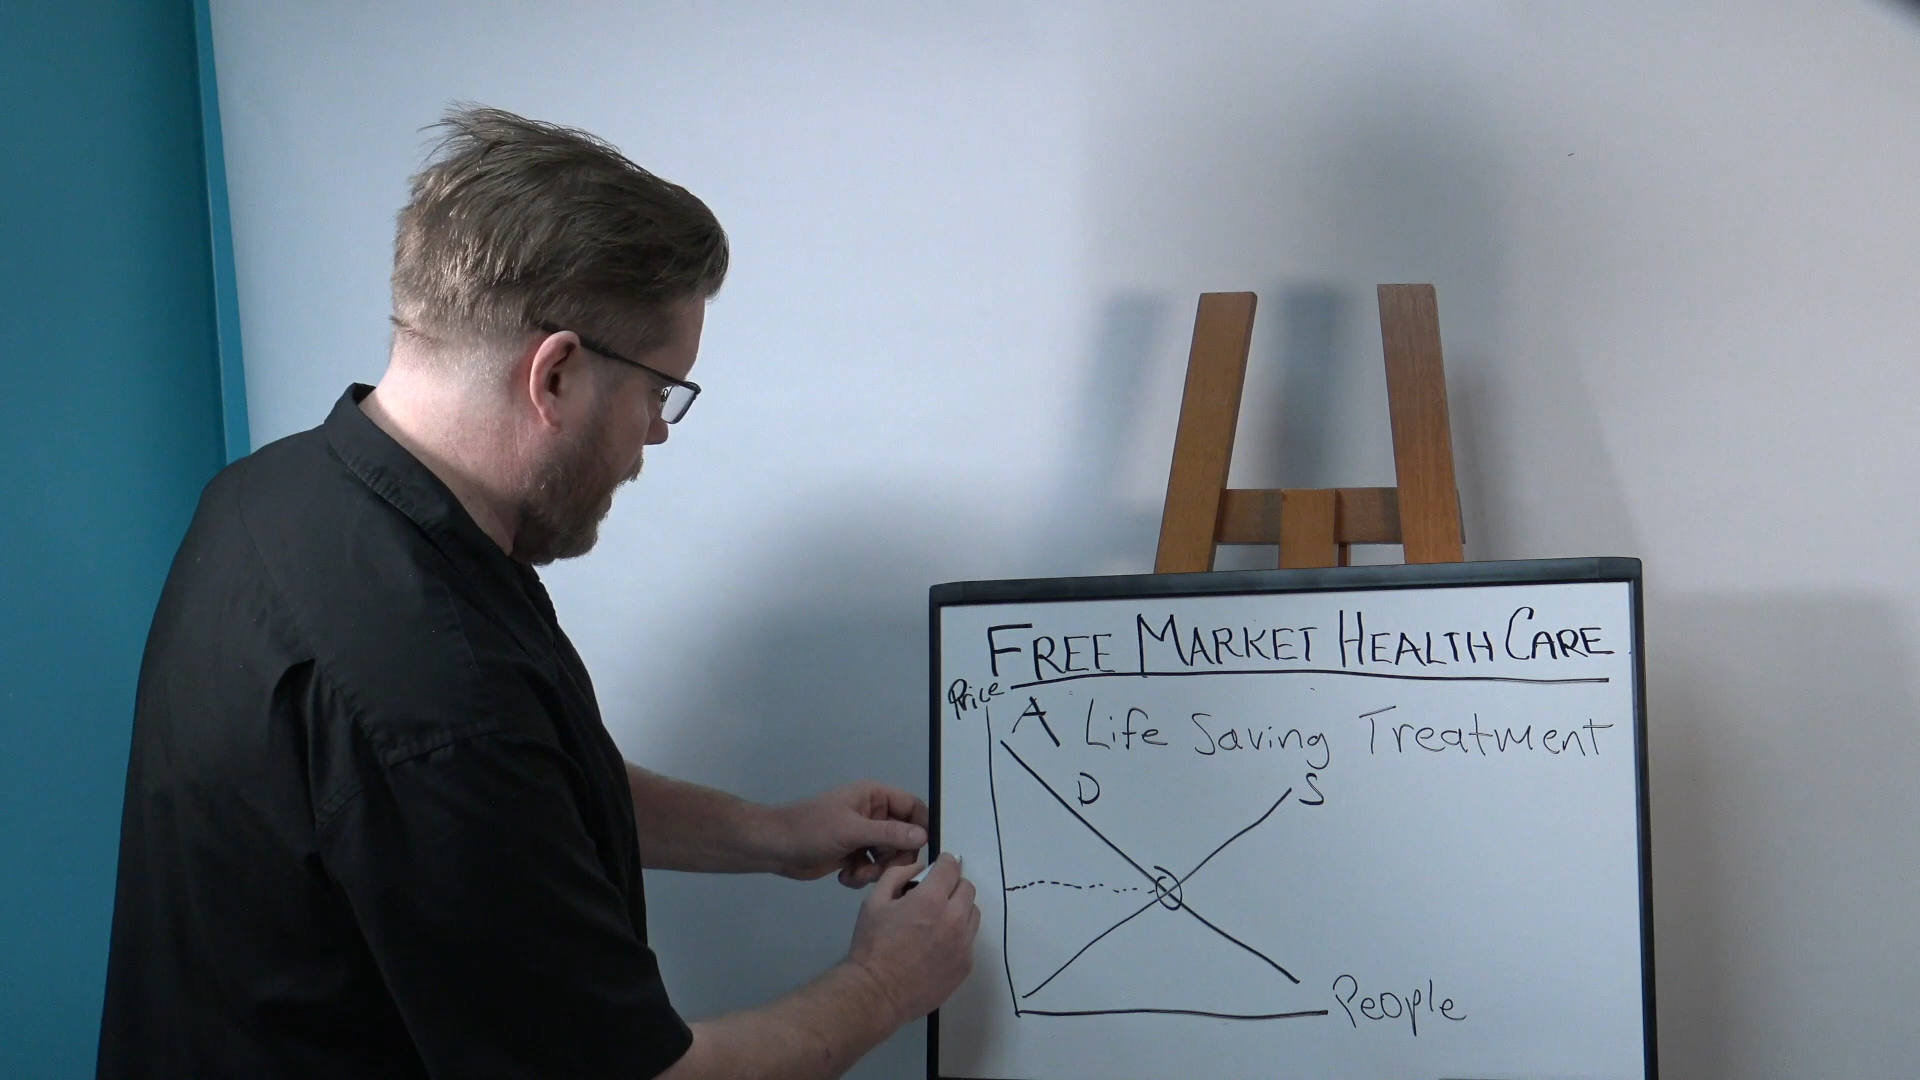 FREE MARKET HEALTH CARE
Price
A Life Saving Treatment
D
S
People